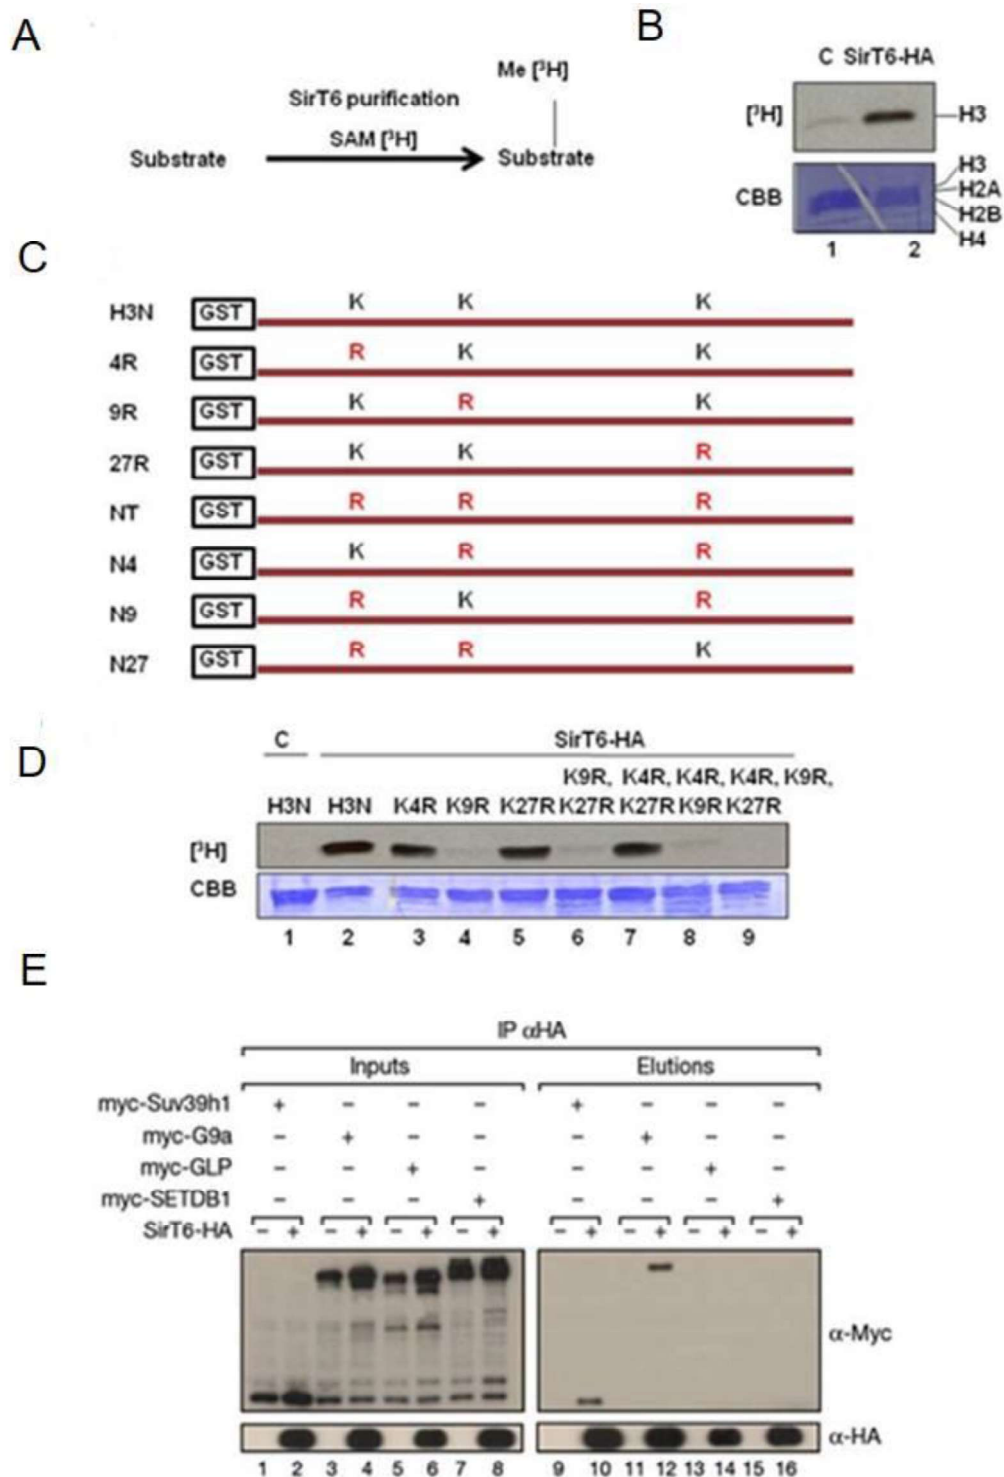 A
Me [³H]
SirT6 purification
SAM [³H]
Substrate
Substrate
B
C SirT6-HA
[³H]
H3
CBB
H3
H2A
H2B
H4
1 2
C
H3N GST K K K
4R GST R K K
9R GST K R K
27R GST K K R
NT GST R R R
N4 GST K R R
N9 GST R K R
N27 GST R R K
D
C SirT6-HA
K9R, K4R, K4R, K4R, K9R,
H3N H3N K4R K9R K27R K27R K27R K9R K27R
[³H]
CBB
1 2 3 4 5 6 7 8 9
E
IP αHA
Inputs Elutions
myc-Suv39h1 + - - - + - - -
myc-G9a - + - - - + - -
myc-GLP - - + - - - + -
myc-SETDB1 - - - + - - - +
SirT6-HA - + - + - + - + - + - + - + - +
α-Myc
α-HA
1 2 3 4 5 6 7 8 9 10 11 12 13 14 15 16